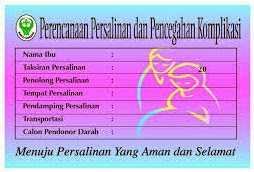 Perencanaan Persalinan dan Pencegahan Komplikasi
Nama Ibu :
Taksiran Persalinan : 20
Penolong Persalinan :
Tempat Persalinan :
Pendamping Persalinan :
Transportasi :
Calon Pendonor Darah :
Menuju Persalinan Yang Aman dan Selamat